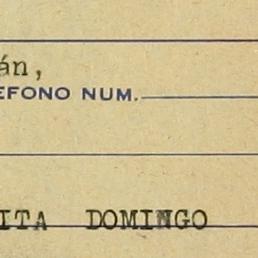 án,
EFONO NUM.
ITA DOMINGO